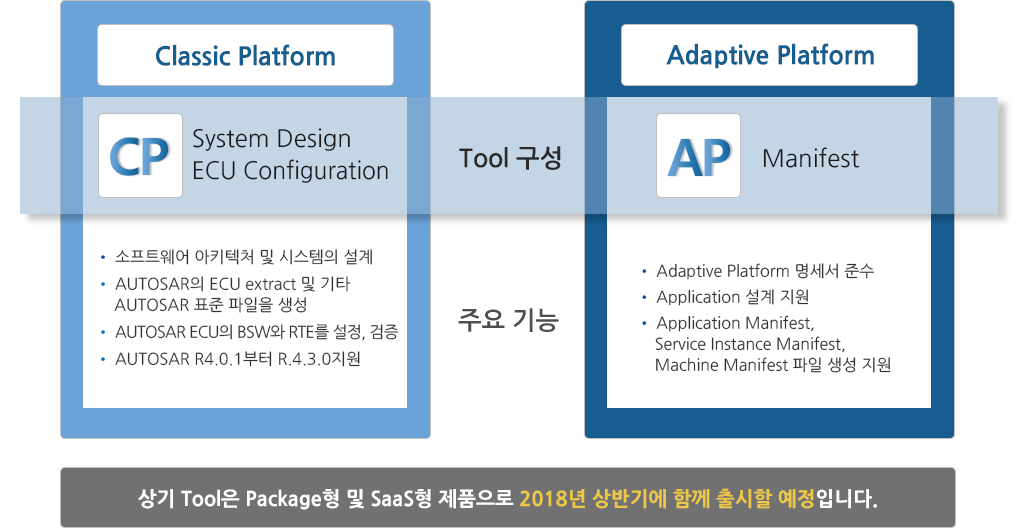 Classic Platform
Adaptive Platform
CP
System Design
ECU Configuration
Tool 구성
AP
Manifest
• 소프트웨어 아키텍처 및 시스템의 설계
• AUTOSAR의 ECU extract 및 기타
AUTOSAR 표준 파일을 생성
• AUTOSAR ECU의 BSW와 RTE를 설정, 검증
• AUTOSAR R4.0.1부터 R.4.3.0지원
주요 기능
• Adaptive Platform 명세서 준수
• Application 설계 지원
• Application Manifest,
Service Instance Manifest,
Machine Manifest 파일 생성 지원
상기 Tool은 Package형 및 SaaS형 제품으로 2018년 상반기에 함께 출시할 예정입니다.